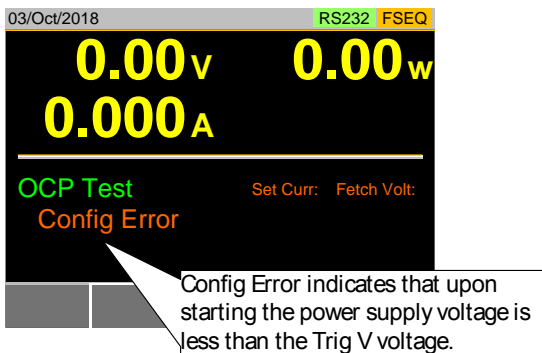 03/Oct/2018 RS232 FSEQ
0.00V 0.00W
0.000A
OCP Test Set Curr: Fetch Volt:
Config Error
Config Error indicates that upon
starting the power supply voltage is
less than the Trig V voltage.